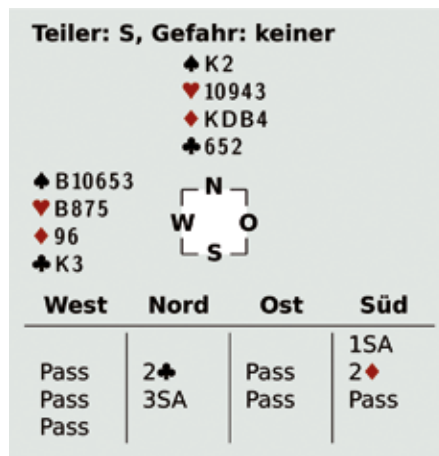 Teiler: S, Gefahr: keiner
♠ K2
♥ 10943
♦ KDB4
♣ 652
♠ B10653
♥ B875
♦ 96
♣ K3
N
W O
S
West Nord Ost Süd
1SA
Pass 2♣ Pass 2♦
Pass 3SA Pass Pass
Pass